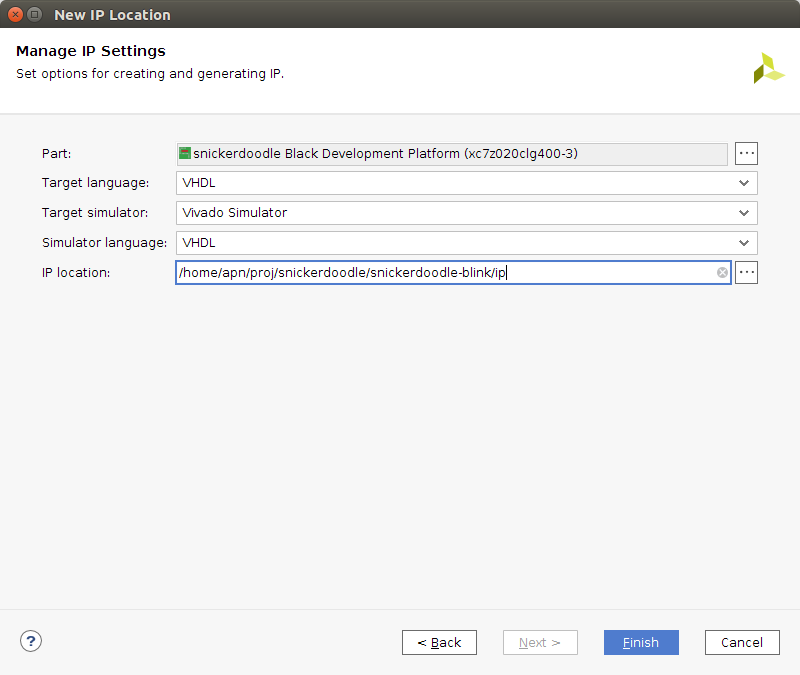 New IP Location
Manage IP Settings
Set options for creating and generating IP.
Part: snickerdoodle Black Development Platform (xc7z020clg400-3) ...
Target language: VHDL
Target simulator: Vivado Simulator
Simulator language: VHDL
IP location: /home/apn/proj/snickerdoodle/snickerdoodle-blink/ip ...
? < Back Next > Finish Cancel